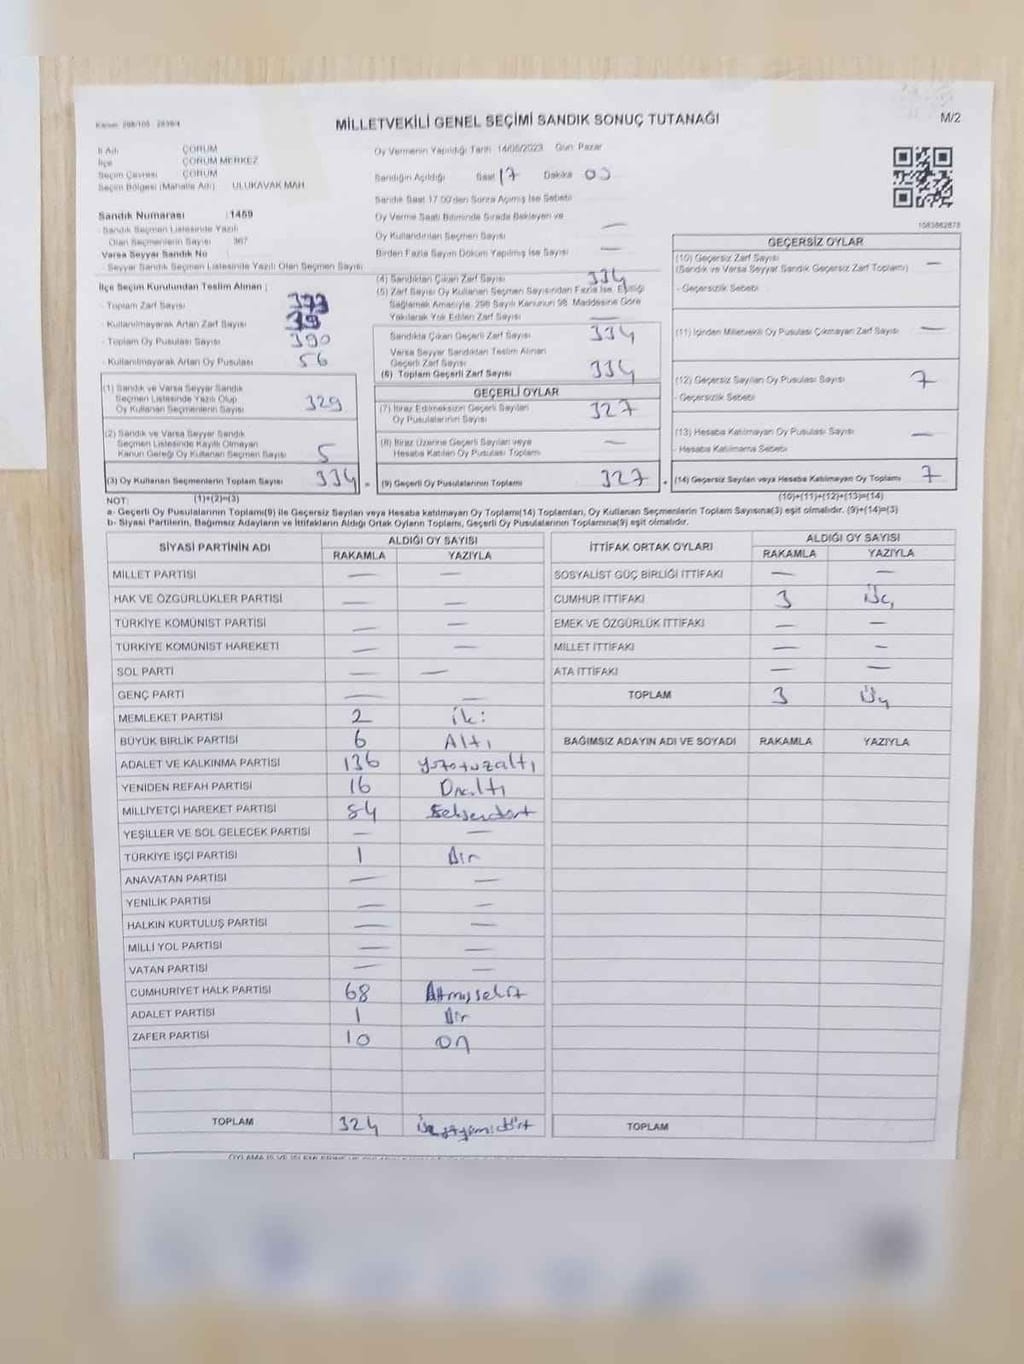 MİLLETVEKİLİ GENEL SEÇİMİ SANDIK SONUÇ TUTANAĞI
M/2
İl Adı ÇORUM
İlçe ÇORUM MERKEZ
Seçim Çevresi ÇORUM
Seçim Bölgesi (Mahalle Adı) ULUKAVAK MAH
Sandık Numarası : 1459
- Sandık Seçmen Listesinde Yazılı
Olan Seçmenlerin Sayısı 367
Varsa Seyyar Sandık No
- Seyyar Sandık Seçmen Listesinde Yazılı Olan Seçmen Sayısı
İlçe Seçim Kurulundan Teslim Alınan ;
- Toplam Zarf Sayısı 373
- Kullanılmayarak Artan Zarf Sayısı 39
- Toplam Oy Pusulası Sayısı 390
- Kullanılmayarak Artan Oy Pusulası 56
(1) Sandık ve Varsa Seyyar Sandık
Seçmen Listesinde Yazılı Olup
Oy Kullanan Seçmenlerin Sayısı 329
(2) Sandık ve Varsa Seyyar Sandık
Seçmen Listesinde Kayıtlı Olmayan
Kanun Gereği Oy Kullanan Seçmen Sayısı 5
(3) Oy Kullanan Seçmenlerin Toplam Sayısı 334 =
Oy Vermenin Yapıldığı Tarih 14/05/2023 Gün Pazar
Sandığın Açıldığı Saat 17 Dakika 00
Sandık Saat 17.00'den Sonra Açılmış İse Sebebi
Oy Verme Saati Bitiminde Sırada Bekleyen ve
Oy Kullandırılan Seçmen Sayısı —
Birden Fazla Sayım Döküm Yapılmış İse Sayısı —
(4) Sandıktan Çıkan Zarf Sayısı 334
(5) Zarf Sayısı Oy Kullanan Seçmen Sayısından Fazla İse, Eşitliği
Sağlamak Amacıyla, 298 Sayılı Kanunun 98. Maddesine Göre
Yakılarak Yok Edilen Zarf Sayısı —
Sandıkta Çıkan Geçerli Zarf Sayısı 334
Varsa Seyyar Sandıktan Teslim Alınan
Geçerli Zarf Sayısı
(6) Toplam Geçerli Zarf Sayısı 334
GEÇERLİ OYLAR
(7) İtiraz Edilmeksizin Geçerli Sayılan
Oy Pusulalarının Sayısı 327
(8) İtiraz Üzerine Geçerli Sayılan veya
Hesaba Katılan Oy Pusulası Toplamı —
(9) Geçerli Oy Pusulalarının Toplamı 327 +
1583862878
GEÇERSİZ OYLAR
(10) Geçersiz Zarf Sayısı —
(Sandık ve Varsa Seyyar Sandık Geçersiz Zarf Toplamı)
- Geçersizlik Sebebi
(11) İçinden Milletvekili Oy Pusulası Çıkmayan Zarf Sayısı —
(12) Geçersiz Sayılan Oy Pusulası Sayısı 7
- Geçersizlik Sebebi
(13) Hesaba Katılmayan Oy Pusulası Sayısı —
- Hesaba Katılmama Sebebi
(14) Geçersiz Sayılan veya Hesaba Katılmayan Oy Toplamı 7
NOT: (1)+(2)=(3) (10)+(11)+(12)+(13)=(14)
a- Geçerli Oy Pusulalarının Toplamı(9) ile Geçersiz Sayılan veya Hesaba katılmayan Oy Toplamı(14) Toplamları, Oy Kullanan Seçmenlerin Toplam Sayısına(3) eşit olmalıdır. (9)+(14)=(3)
b- Siyasi Partilerin, Bağımsız Adayların ve İttifakların Aldığı Ortak Oyların Toplamı, Geçerli Oy Pusulalarının Toplamına(9) eşit olmalıdır.
SİYASİ PARTİNİN ADI ALDIĞI OY SAYISI
RAKAMLA YAZIYLA
MİLLET PARTİSİ — —
HAK VE ÖZGÜRLÜKLER PARTİSİ — —
TÜRKİYE KOMÜNİST PARTİSİ — —
TÜRKİYE KOMÜNİST HAREKETİ — —
SOL PARTİ — —
GENÇ PARTİ — —
MEMLEKET PARTİSİ 2 iki
BÜYÜK BİRLİK PARTİSİ 6 Altı
ADALET VE KALKINMA PARTİSİ 136 yüzotuzaltı
YENİDEN REFAH PARTİSİ 16 Onaltı
MİLLİYETÇİ HAREKET PARTİSİ 84 Seksendört
YEŞİLLER VE SOL GELECEK PARTİSİ — —
TÜRKİYE İŞÇİ PARTİSİ 1 Bir
ANAVATAN PARTİSİ — —
YENİLİK PARTİSİ — —
HALKIN KURTULUŞ PARTİSİ — —
MİLLİ YOL PARTİSİ — —
VATAN PARTİSİ — —
CUMHURİYET HALK PARTİSİ 68 Altmışsekiz
ADALET PARTİSİ 1 Bir
ZAFER PARTİSİ 10 On
TOPLAM 324 üçyüzyirmidört
İTTİFAK ORTAK OYLARI ALDIĞI OY SAYISI
RAKAMLA YAZIYLA
SOSYALİST GÜÇ BİRLİĞİ İTTİFAKI — —
CUMHUR İTTİFAKI 3 Üç
EMEK VE ÖZGÜRLÜK İTTİFAKI — —
MİLLET İTTİFAKI — —
ATA İTTİFAKI — —
TOPLAM 3 Üç
BAĞIMSIZ ADAYIN ADI VE SOYADI RAKAMLA YAZIYLA
TOPLAM